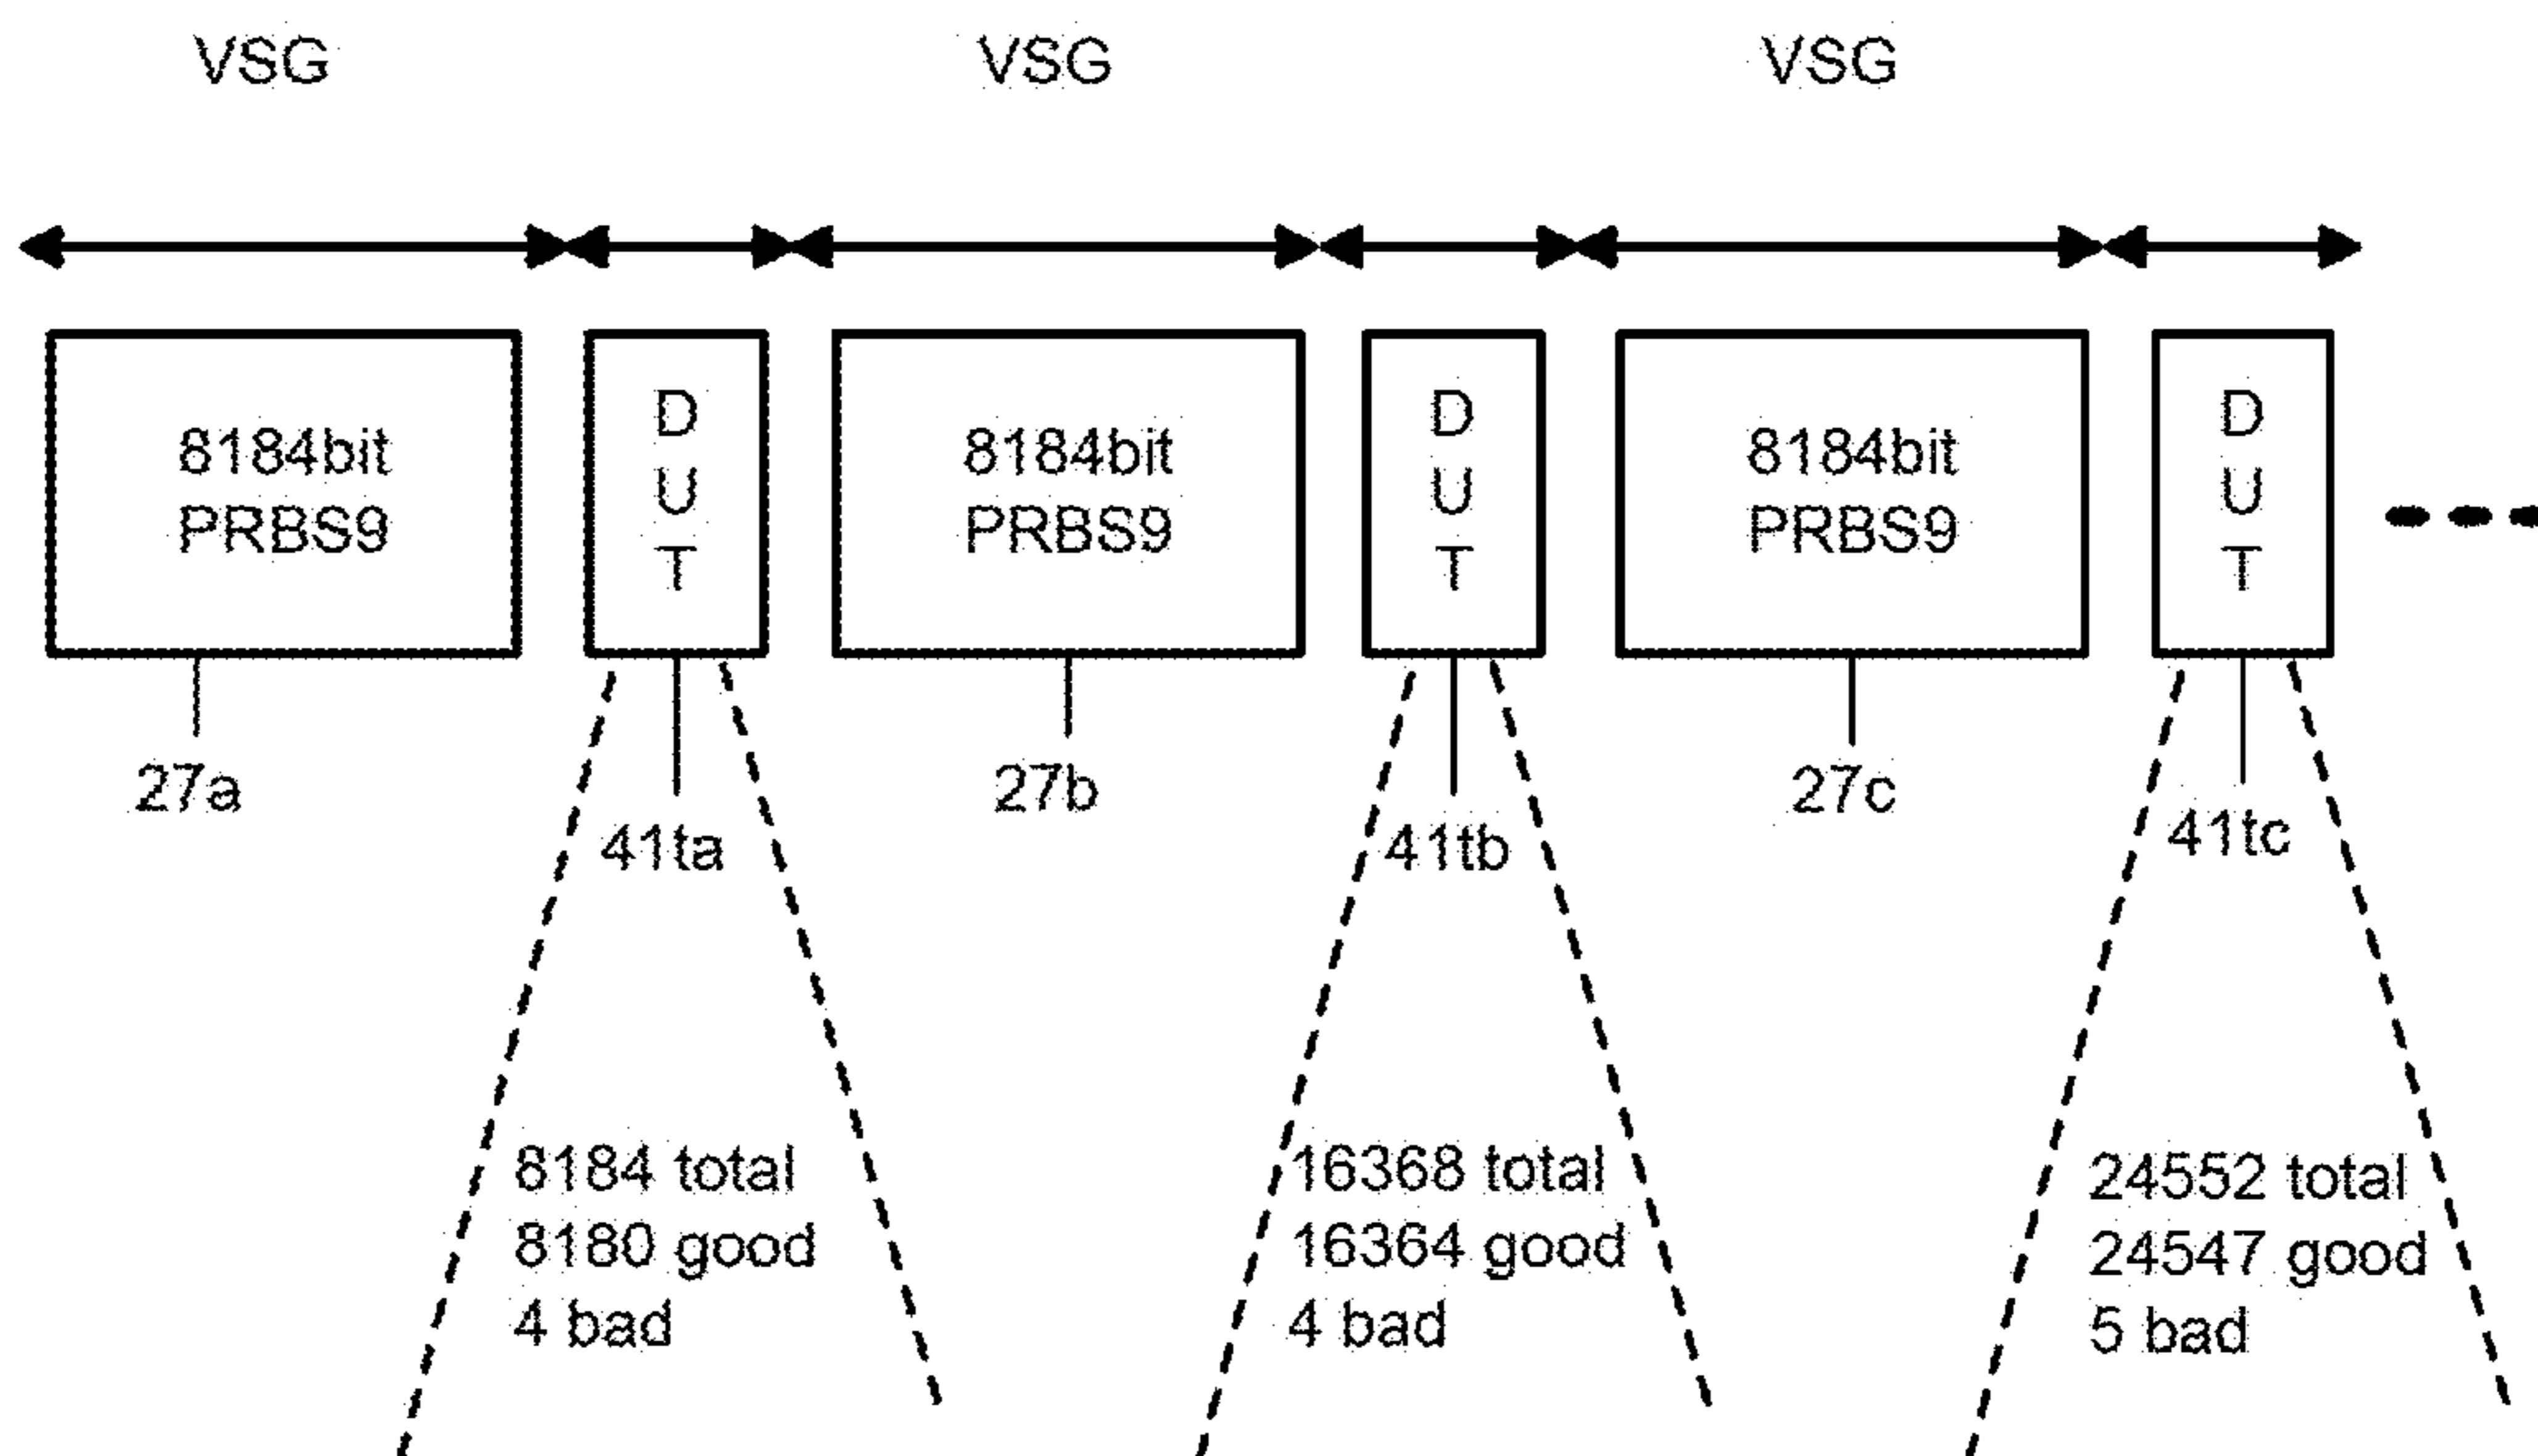 VSG VSG VSG
8184bit
PRBS9
D
U
T
8184bit
PRBS9
D
U
T
8184bit
PRBS9
D
U
T
27a
41ta
27b
41tb
27c
41tc
8184 total
8180 good
4 bad
16368 total
16364 good
4 bad
24552 total
24547 good
5 bad